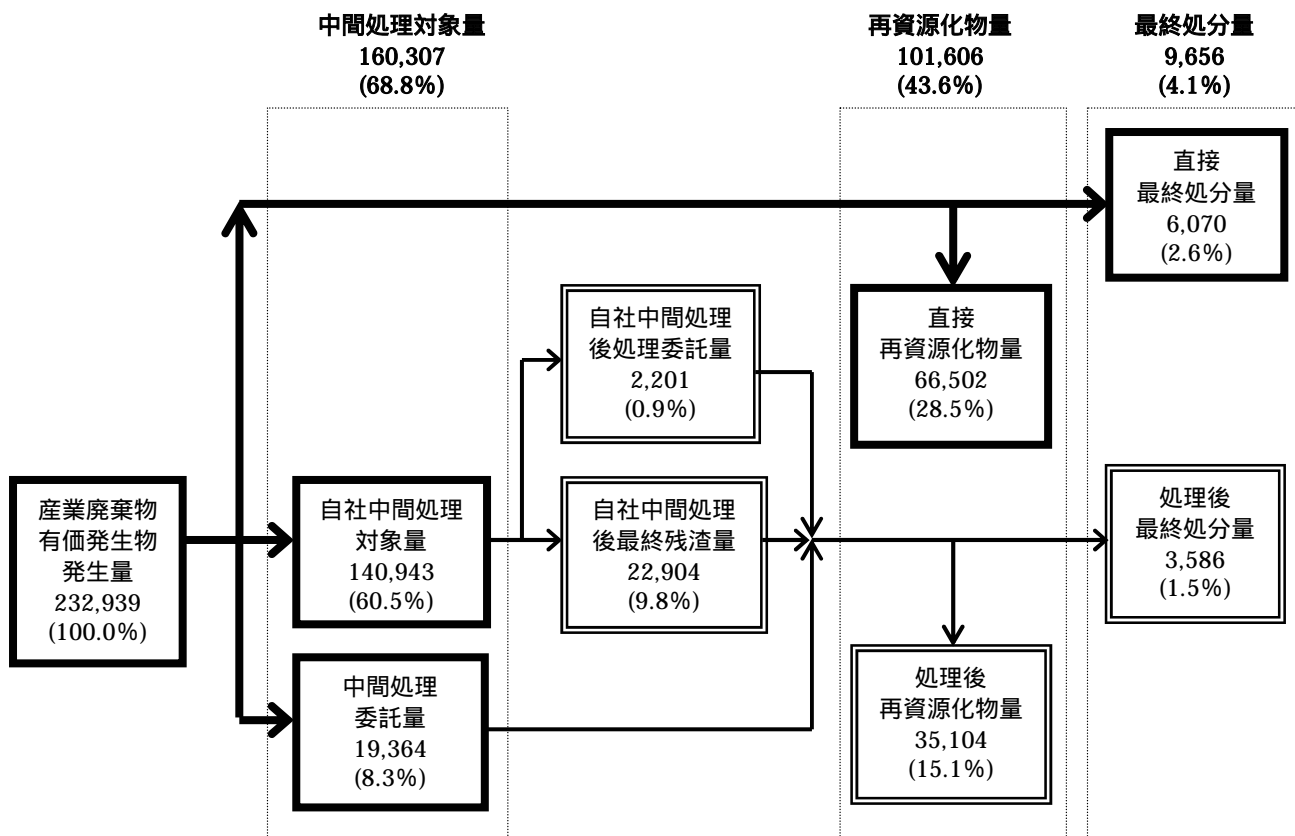 中間処理対象量
160,307
(68.8%)
再資源化物量
101,606
(43.6%)
最終処分量
9,656
(4.1%)
直接
最終処分量
6,070
(2.6%)
自社中間処理
後処理委託量
2,201
(0.9%)
直接
再資源化物量
66,502
(28.5%)
産業廃棄物
有価発生物
発生量
232,939
(100.0%)
自社中間処理
対象量
140,943
(60.5%)
自社中間処理
後最終残渣量
22,904
(9.8%)
処理後
最終処分量
3,586
(1.5%)
中間処理
委託量
19,364
(8.3%)
処理後
再資源化物量
35,104
(15.1%)